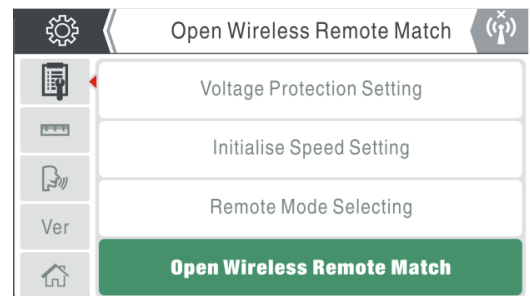 Open Wireless Remote Match
Voltage Protection Setting
Initialise Speed Setting
Remote Mode Selecting
Ver
Open Wireless Remote Match